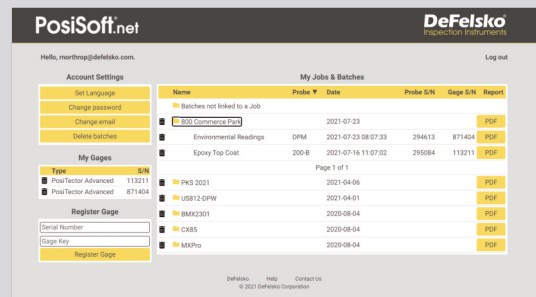 PosiSoft.net
DeFelsko
Inspection Instruments
Hello, rnorthrop@defelsko.com.
Log out
Account Settings
Set Language
Change password
Change email
Delete batches
My Gages
Type S/N
PosiTector Advanced 113211
PosiTector Advanced 871404
Register Gage
Serial Number
Gage Key
Register Gage
My Jobs & Batches
Name Probe ▼ Date Probe S/N Gage S/N Report
Batches not linked to a Job
800 Commerce Park 2021-07-23 PDF
Environmental Readings DPM 2021-07-23 08:07:33 294613 871404 PDF
Epoxy Top Coat 200-B 2021-07-16 11:07:02 295084 113211 PDF
Page 1 of 1
PKS 2021 2021-04-06 PDF
US812-DPW 2021-04-01 PDF
BMX2301 2020-08-04 PDF
CX85 2020-08-04 PDF
MXPro 2020-08-04 PDF
DeFelsko Help Contact Us
© 2021 DeFelsko Corporation